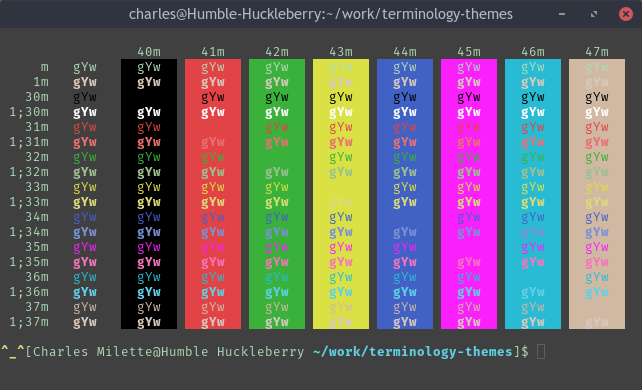 charles@Humble-Huckleberry:~/work/terminology-themes
40m 41m 42m 43m 44m 45m 46m 47m
m gYw gYw gYw gYw gYw gYw gYw gYw gYw
1m gYw gYw gYw gYw gYw gYw gYw gYw gYw
30m gYw gYw gYw gYw gYw gYw gYw gYw
1;30m gYw gYw gYw gYw gYw gYw gYw gYw gYw
31m gYw gYw gYw gYw gYw gYw gYw gYw
1;31m gYw gYw gYw gYw gYw gYw gYw gYw gYw
32m gYw gYw gYw gYw gYw gYw gYw gYw
1;32m gYw gYw gYw gYw gYw gYw gYw gYw gYw
33m gYw gYw gYw gYw gYw gYw gYw gYw
1;33m gYw gYw gYw gYw gYw gYw gYw gYw gYw
34m gYw gYw gYw gYw gYw gYw gYw gYw
1;34m gYw gYw gYw gYw gYw gYw gYw gYw gYw
35m gYw gYw gYw gYw gYw gYw gYw gYw
1;35m gYw gYw gYw gYw gYw gYw gYw gYw gYw
36m gYw gYw gYw gYw gYw gYw gYw gYw
1;36m gYw gYw gYw gYw gYw gYw gYw gYw gYw
37m gYw gYw gYw gYw gYw gYw gYw gYw
1;37m gYw gYw gYw gYw gYw gYw gYw gYw gYw
^_^[Charles Milette@Humble Huckleberry ~/work/terminology-themes]$